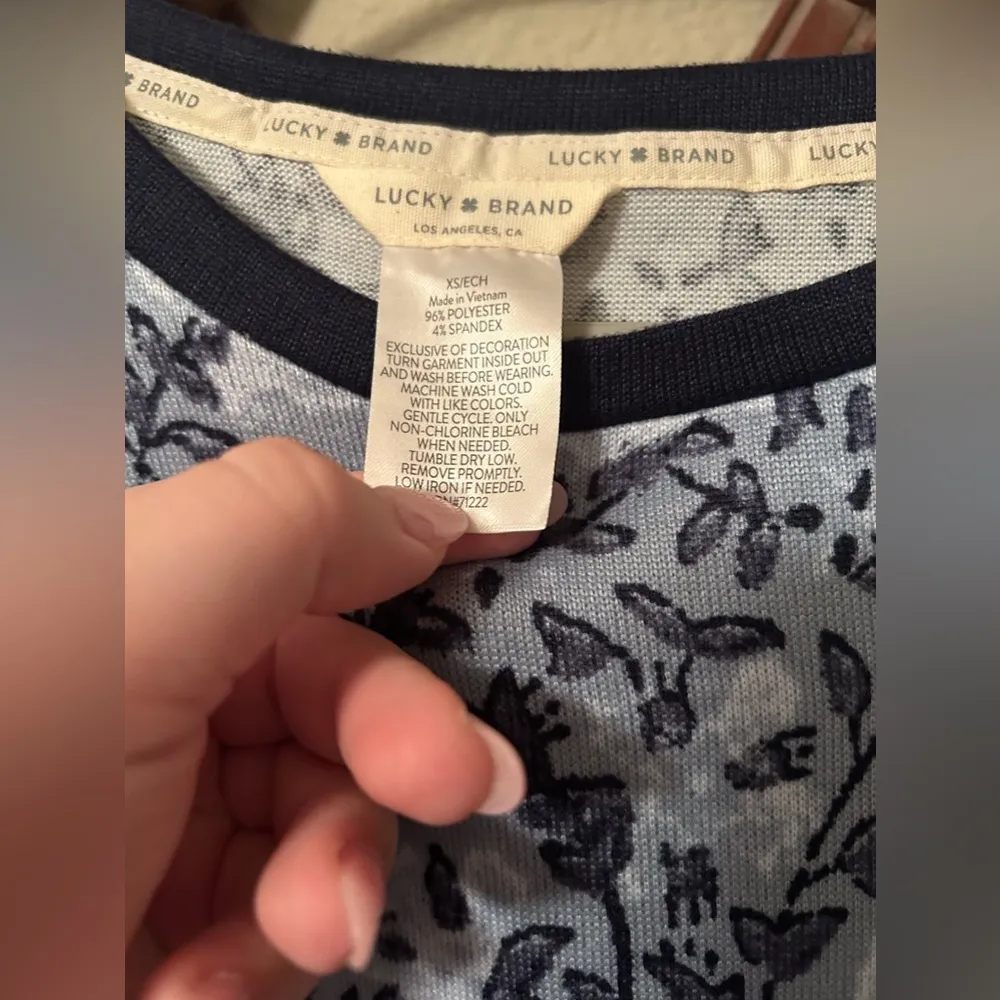 BRAND
LUCKY BRAND
LUCKY BRAND
LUCKY
LUCKY BRAND
LOS ANGELES, CA
XS/ECH
Made in Vietnam
96% POLYESTER
4% SPANDEX
EXCLUSIVE OF DECORATION
TURN GARMENT INSIDE OUT
AND WASH BEFORE WEARING.
MACHINE WASH COLD
WITH LIKE COLORS.
GENTLE CYCLE. ONLY
NON-CHLORINE BLEACH
WHEN NEEDED.
TUMBLE DRY LOW.
REMOVE PROMPTLY.
LOW IRON IF NEEDED.
RN#71222